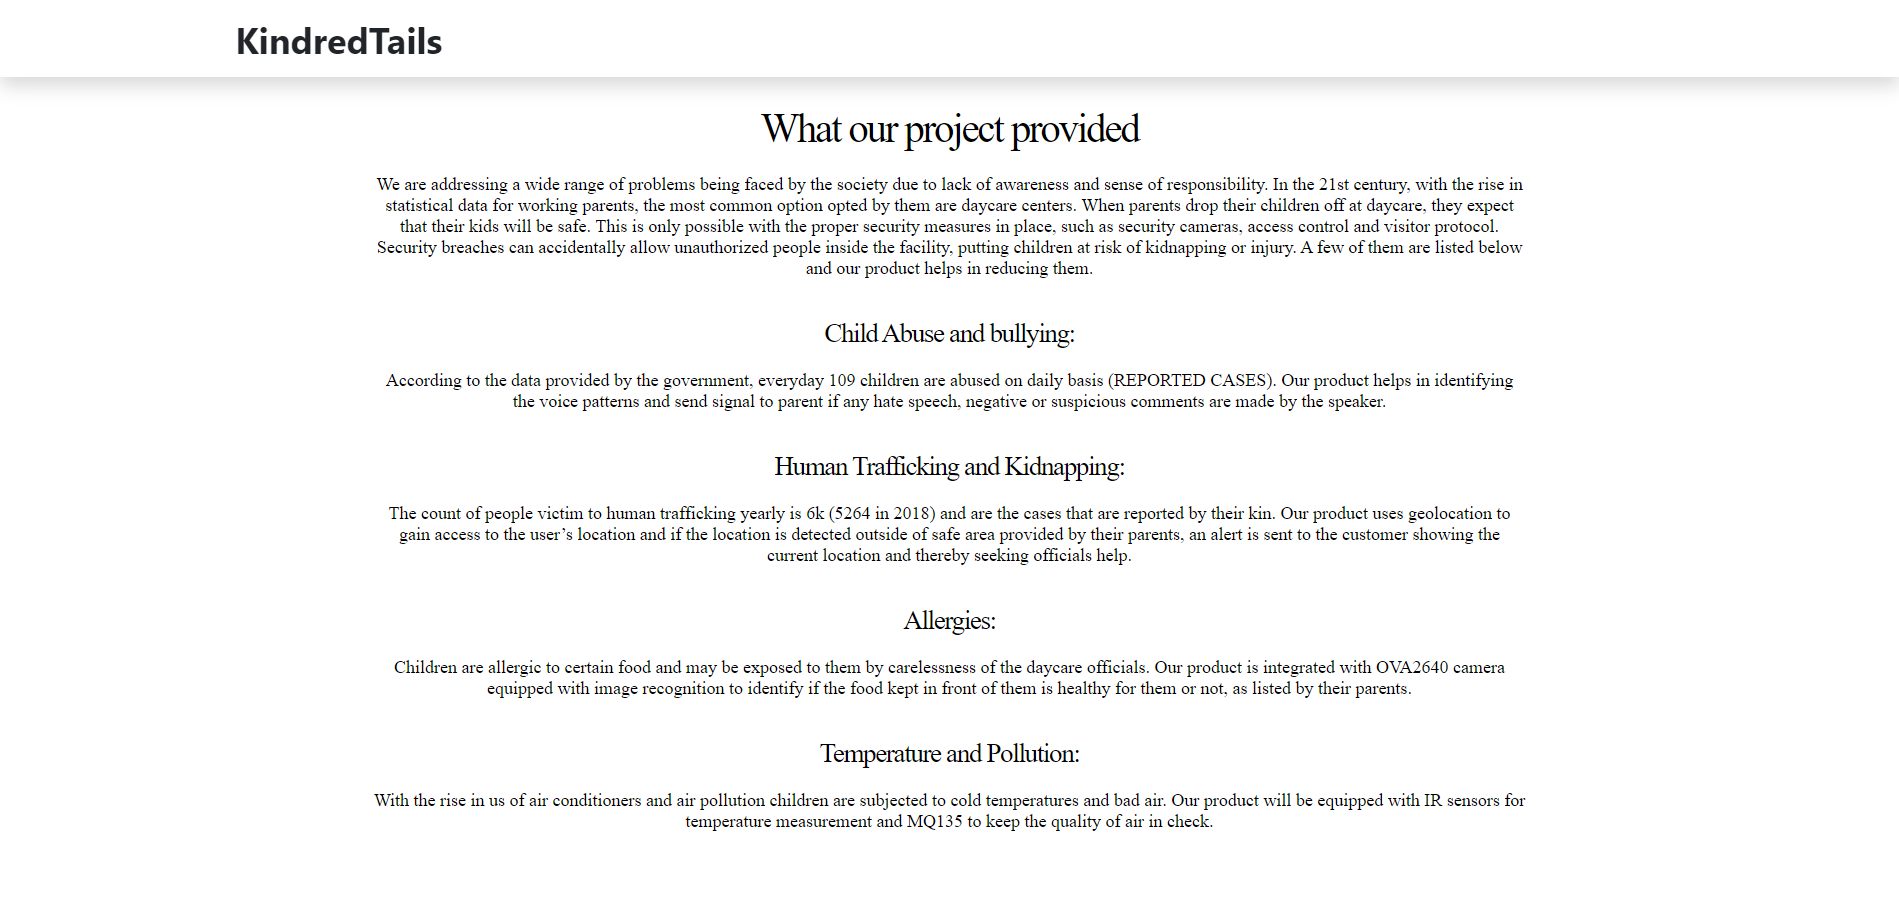 KindredTails
What our project provided
We are addressing a wide range of problems being faced by the society due to lack of awareness and sense of responsibility. In the 21st century, with the rise in
statistical data for working parents, the most common option opted by them are daycare centers. When parents drop their children off at daycare, they expect
that their kids will be safe. This is only possible with the proper security measures in place, such as security cameras, access control and visitor protocol.
Security breaches can accidentally allow unauthorized people inside the facility, putting children at risk of kidnapping or injury. A few of them are listed below
and our product helps in reducing them.
Child Abuse and bullying:
According to the data provided by the government, everyday 109 children are abused on daily basis (REPORTED CASES). Our product helps in identifying
the voice patterns and send signal to parent if any hate speech, negative or suspicious comments are made by the speaker.
Human Trafficking and Kidnapping:
The count of people victim to human trafficking yearly is 6k (5264 in 2018) and are the cases that are reported by their kin. Our product uses geolocation to
gain access to the user’s location and if the location is detected outside of safe area provided by their parents, an alert is sent to the customer showing the
current location and thereby seeking officials help.
Allergies:
Children are allergic to certain food and may be exposed to them by carelessness of the daycare officials. Our product is integrated with OVA2640 camera
equipped with image recognition to identify if the food kept in front of them is healthy for them or not, as listed by their parents.
Temperature and Pollution:
With the rise in us of air conditioners and air pollution children are subjected to cold temperatures and bad air. Our product will be equipped with IR sensors for
temperature measurement and MQ135 to keep the quality of air in check.